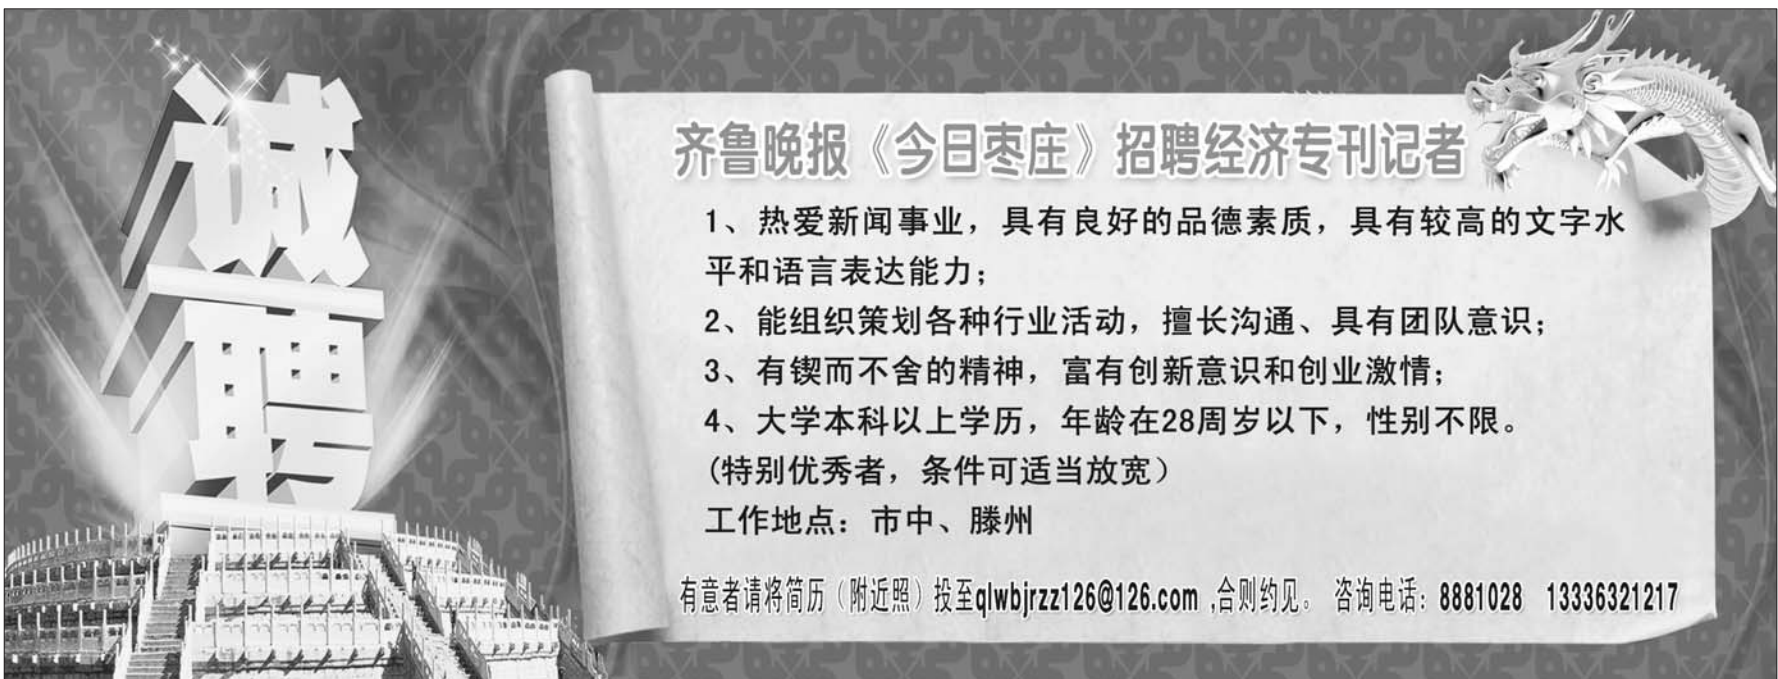 诚聘
齐鲁晚报《今日枣庄》招聘经济专刊记者
1、热爱新闻事业，具有良好的品德素质，具有较高的文字水
平和语言表达能力；
2、能组织策划各种行业活动，擅长沟通、具有团队意识；
3、有锲而不舍的精神，富有创新意识和创业激情；
4、大学本科以上学历，年龄在28周岁以下，性别不限。
(特别优秀者，条件可适当放宽）
工作地点：市中、滕州
有意者请将简历（附近照）投至qlwbjrzz126@126.com ,合则约见。 咨询电话：8881028 13336321217